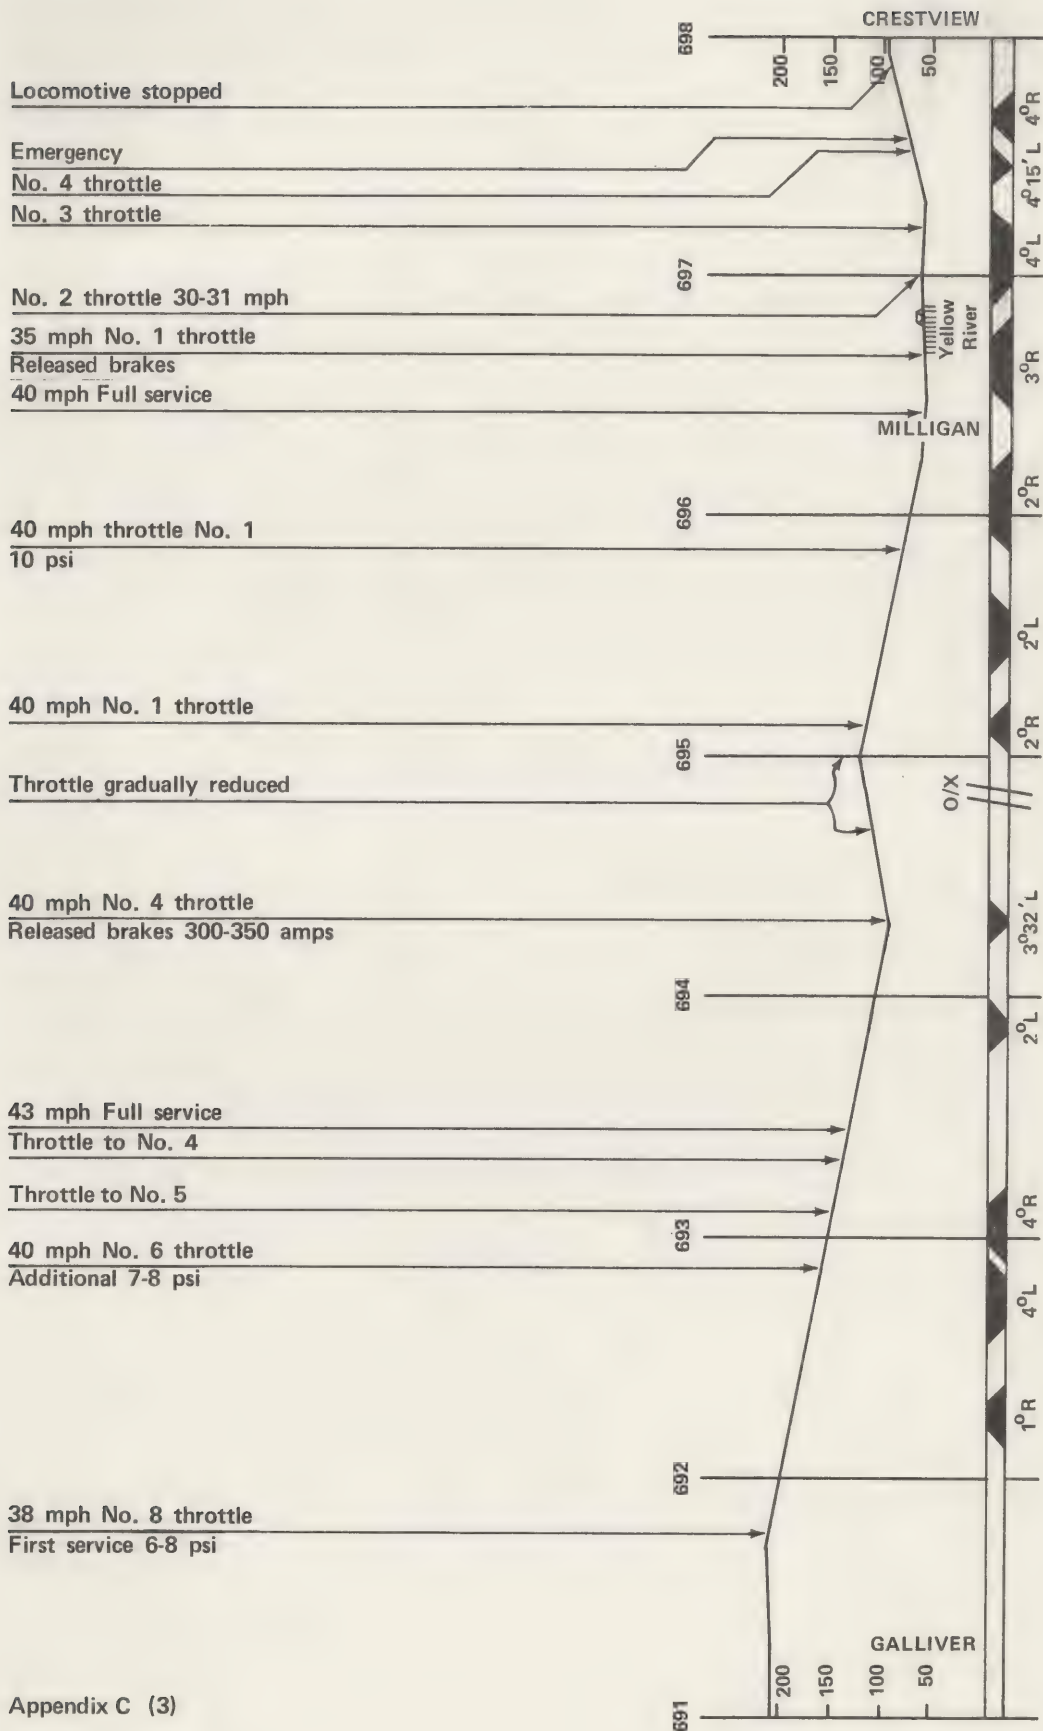 CRESTVIEW
698
200
150
100
50
Locomotive stopped
4°R
Emergency
4°15'L
No. 4 throttle
No. 3 throttle
4°L
697
No. 2 throttle 30-31 mph
Yellow
River
35 mph No. 1 throttle
Released brakes
3°R
40 mph Full service
MILLIGAN
2°R
696
40 mph throttle No. 1
10 psi
2°L
40 mph No. 1 throttle
2°R
695
Throttle gradually reduced
O/X
40 mph No. 4 throttle
Released brakes 300-350 amps
3°32'L
694
2°L
43 mph Full service
Throttle to No. 4
Throttle to No. 5
4°R
693
40 mph No. 6 throttle
Additional 7-8 psi
4°L
1°R
692
38 mph No. 8 throttle
First service 6-8 psi
GALLIVER
200
150
100
50
691
Appendix C (3)